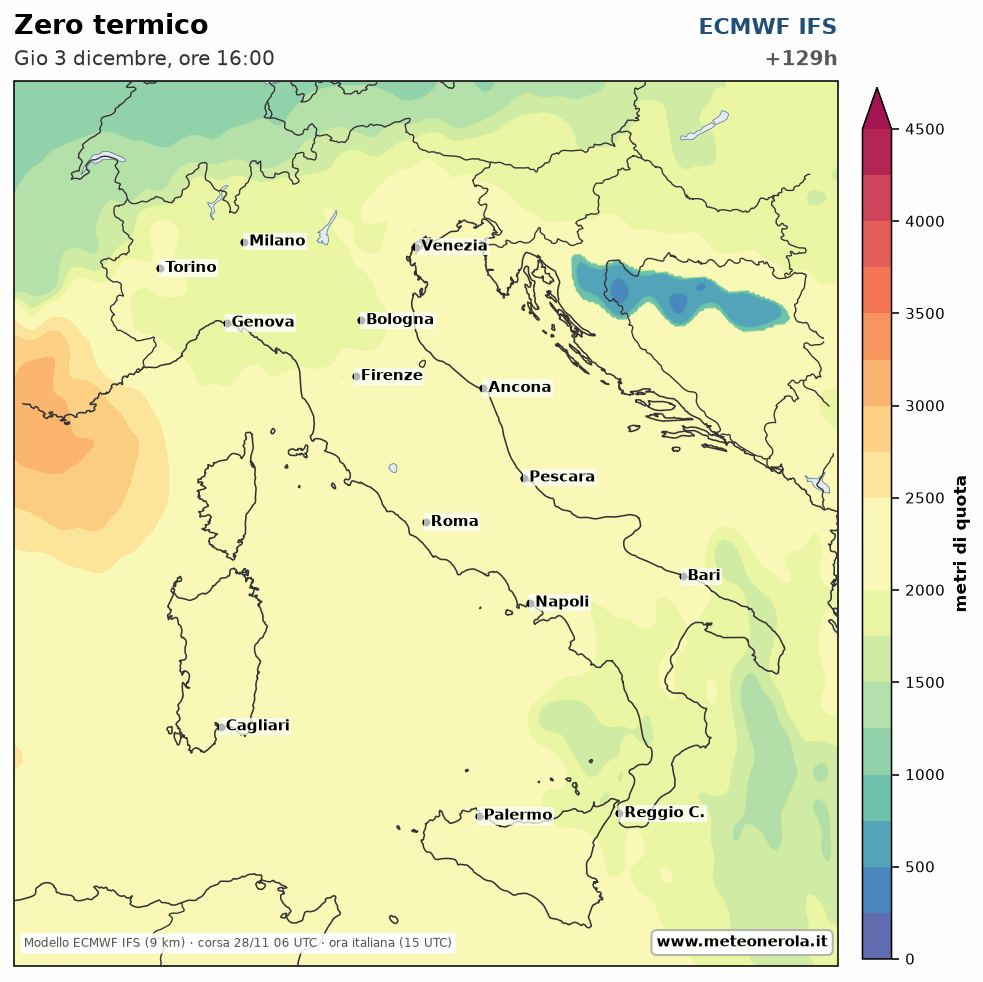 Zero termico
ECMWF IFS
Gio 3 dicembre, ore 16:00
+129h
Milano
Venezia
Torino
Genova
Bologna
Firenze
Ancona
Pescara
Roma
Bari
Napoli
Cagliari
Palermo
Reggio C.
4500
4000
3500
3000
2500
2000
1500
1000
500
0
metri di quota
Modello ECMWF IFS (9 km) · corsa 28/11 06 UTC · ora italiana (15 UTC)
www.meteonerola.it